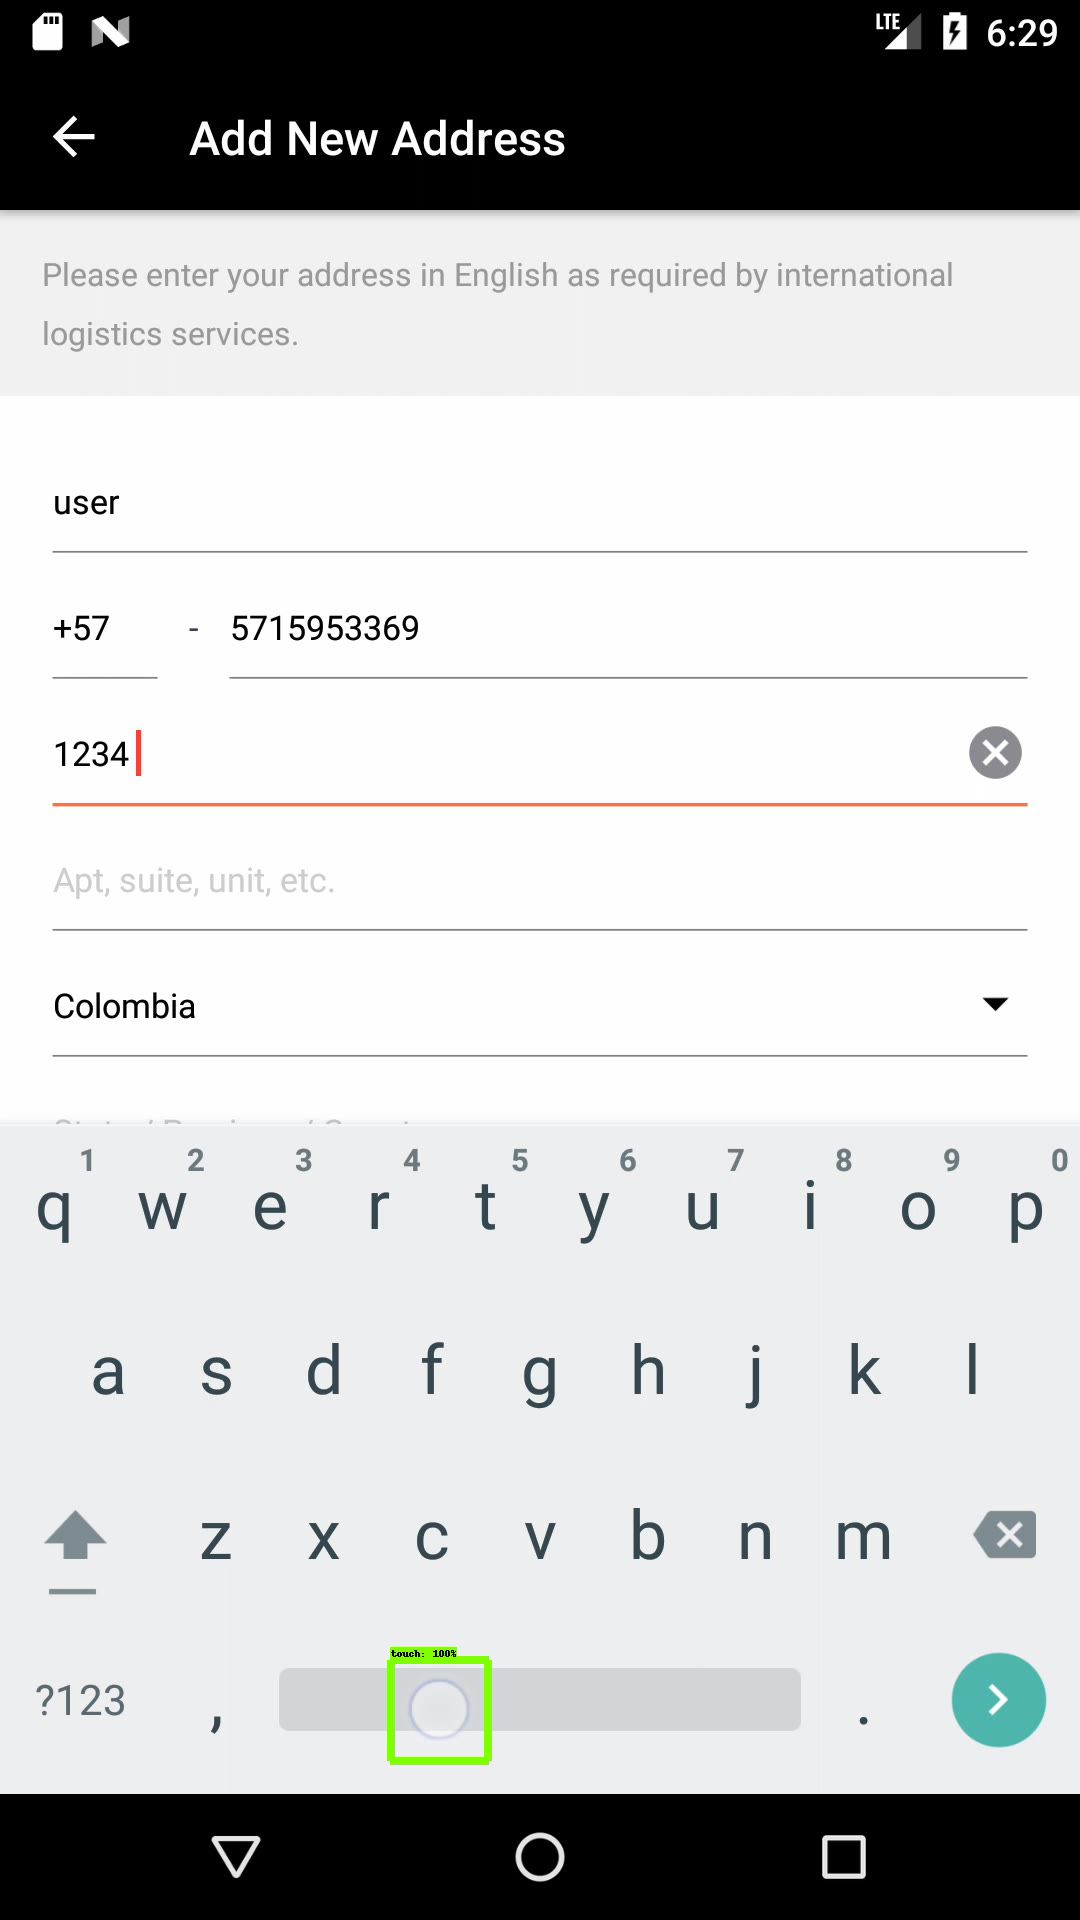 LTE 6:29
Add New Address
Please enter your address in English as required by international
logistics services.
user
+57 - 5715953369
1234
Apt, suite, unit, etc.
Colombia
1 2 3 4 5 6 7 8 9 0
q w e r t y u i o p
a s d f g h j k l
z x c v b n m
touch: 100%
?123 , .